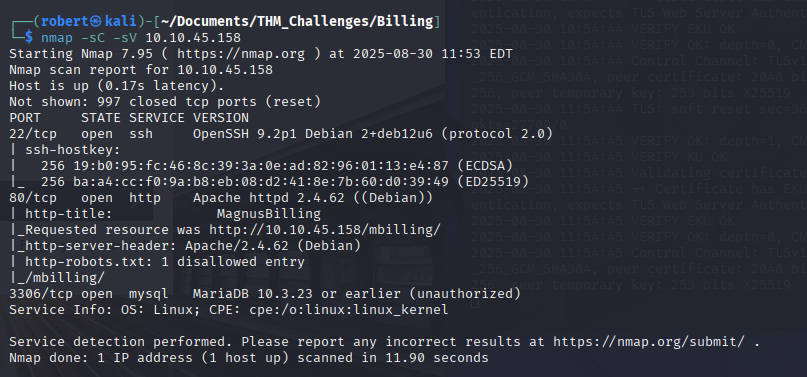 ┌──(robert㉿kali)-[~/Documents/THM_Challenges/Billing]
└─$ nmap -sC -sV 10.10.45.158
Starting Nmap 7.95 ( https://nmap.org ) at 2025-08-30 11:53 EDT
Nmap scan report for 10.10.45.158
Host is up (0.17s latency).
Not shown: 997 closed tcp ports (reset)
PORT     STATE SERVICE VERSION
22/tcp   open  ssh     OpenSSH 9.2p1 Debian 2+deb12u6 (protocol 2.0)
| ssh-hostkey:
|   256 19:b0:95:fc:46:8c:39:3a:0e:ad:82:96:01:13:e4:87 (ECDSA)
|_  256 ba:a4:cc:f0:9a:b8:eb:08:d2:41:8e:7b:60:d0:39:49 (ED25519)
80/tcp   open  http    Apache httpd 2.4.62 ((Debian))
| http-title:             MagnusBilling
|_Requested resource was http://10.10.45.158/mbilling/
|_http-server-header: Apache/2.4.62 (Debian)
| http-robots.txt: 1 disallowed entry
|_/mbilling/
3306/tcp open  mysql   MariaDB 10.3.23 or earlier (unauthorized)
Service Info: OS: Linux; CPE: cpe:/o:linux:linux_kernel

Service detection performed. Please report any incorrect results at https://nmap.org/submit/ .
Nmap done: 1 IP address (1 host up) scanned in 11.90 seconds